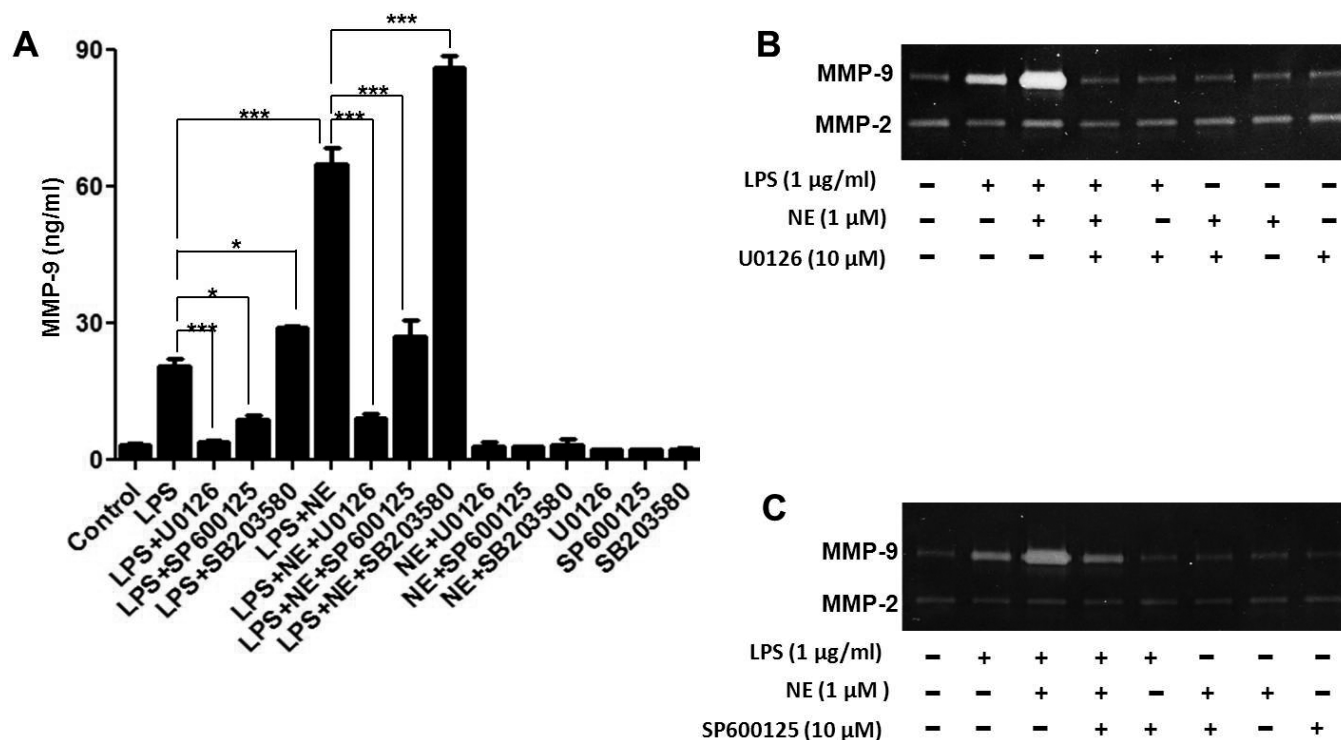 A
MMP-9 (ng/ml)
90
60
30
0
***
***
***
***
***
*
*
***
Control
LPS
LPS+U0126
LPS+SP600125
LPS+SB203580
LPS+NE
LPS+NE+U0126
LPS+NE+SP600125
LPS+NE+SB203580
NE+U0126
NE+SP600125
NE+SB203580
U0126
SP600125
SB203580
B
MMP-9
MMP-2
LPS (1 µg/ml) – + + + + – – –
NE (1 µM) – – + + – + + –
U0126 (10 µM) – – – + + + – +
C
MMP-9
MMP-2
LPS (1 µg/ml) – + + + + – – –
NE (1 µM ) – – + + – + + –
SP600125 (10 µM) – – – + + + – +